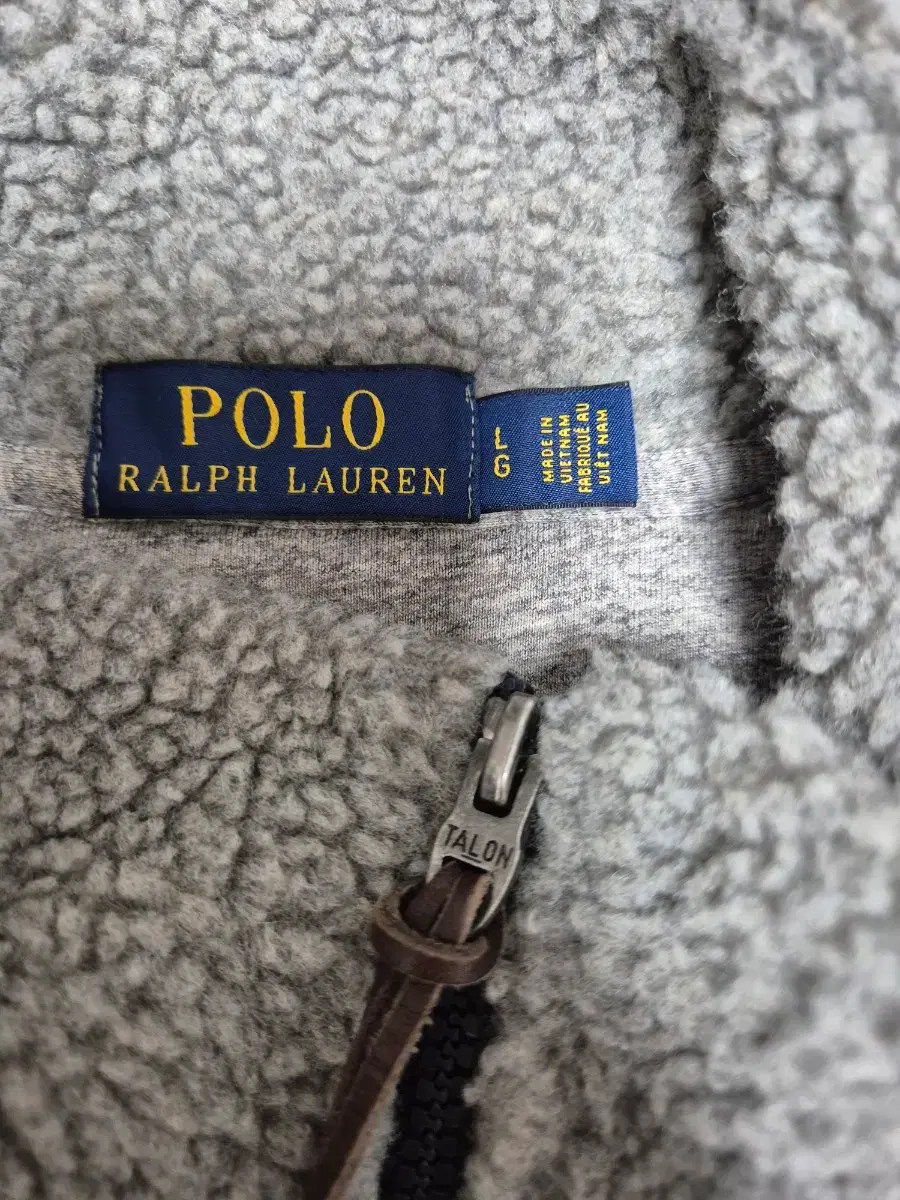 POLO
RALPH LAUREN
L
G
MADE IN
VIETNAM
FABRIQUÉ AU
VIÊT NAM
TALON